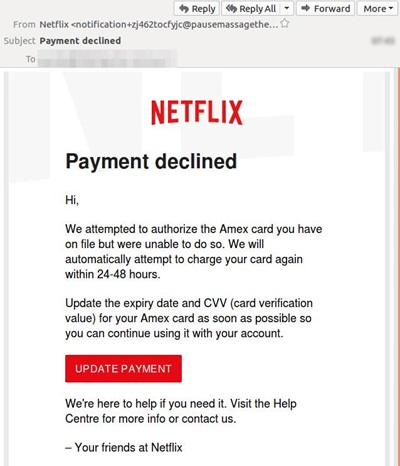 Reply Reply All Forward More
From Netflix <notification+zj462tocfyjc@pausemassagethe...
Subject Payment declined
To
NETFLIX
Payment declined
Hi,
We attempted to authorize the Amex card you have
on file but were unable to do so. We will
automatically attempt to charge your card again
within 24-48 hours.
Update the expiry date and CVV (card verification
value) for your Amex card as soon as possible so
you can continue using it with your account.
UPDATE PAYMENT
We're here to help if you need it. Visit the Help
Centre for more info or contact us.
– Your friends at Netflix